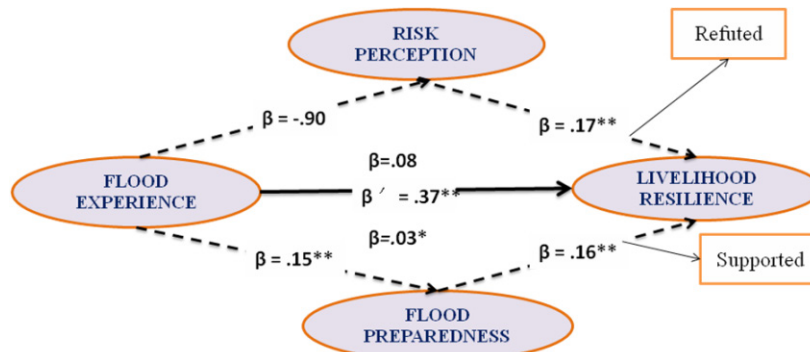 RISK
PERCEPTION
Refuted
β = -.90
β = .17**
β=.08
FLOOD
EXPERIENCE
β´ = .37**
LIVELIHOOD
RESILIENCE
β=.03*
β = .15**
β = .16**
Supported
FLOOD
PREPAREDNESS